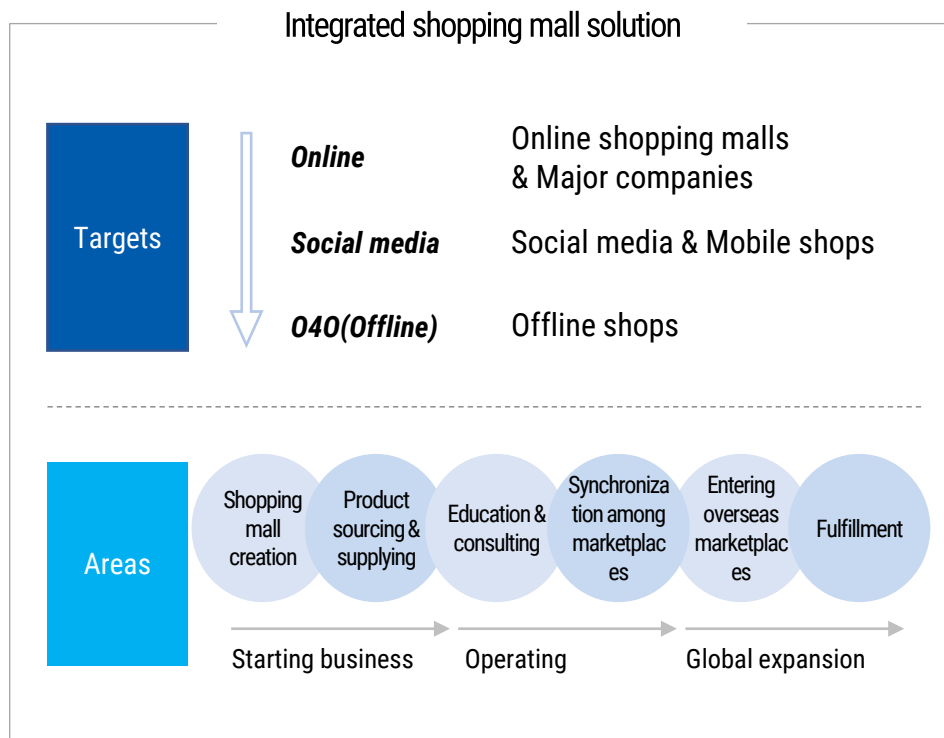 Integrated shopping mall solution
Targets
Online
Online shopping malls
& Major companies
Social media
Social media & Mobile shops
O4O(Offline)
Offline shops
Areas
Shopping
mall
creation
Product
sourcing &
supplying
Education &
consulting
Synchroniza
tion among
marketplac
es
Entering
overseas
marketplac
es
Fulfillment
Starting business
Operating
Global expansion